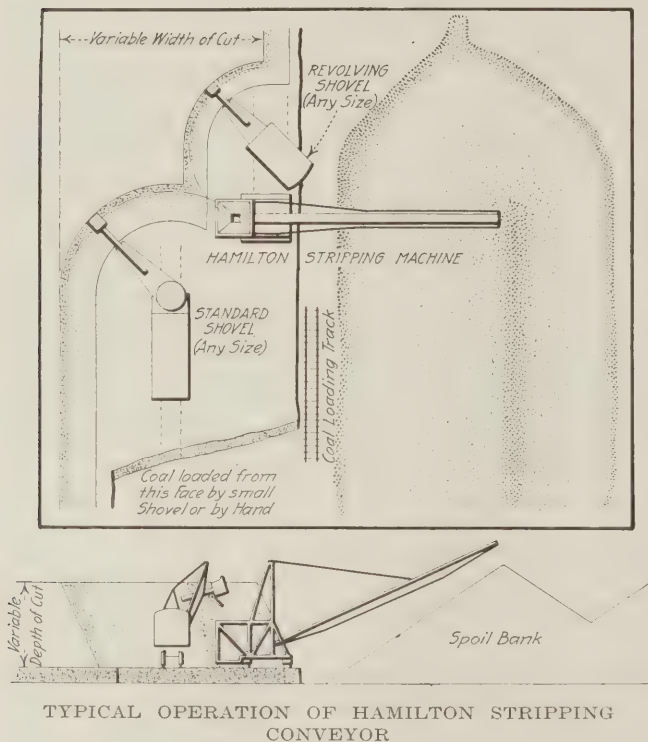 Variable Width of Cut
REVOLVING
SHOVEL
(Any Size)
HAMILTON STRIPPING MACHINE
STANDARD
SHOVEL
(Any Size)
Coal Loading Track
Coal loaded from
this Face by small
Shovel or by Hand
Variable
Depth of Cut
Spoil Bank
TYPICAL OPERATION OF HAMILTON STRIPPING
CONVEYOR